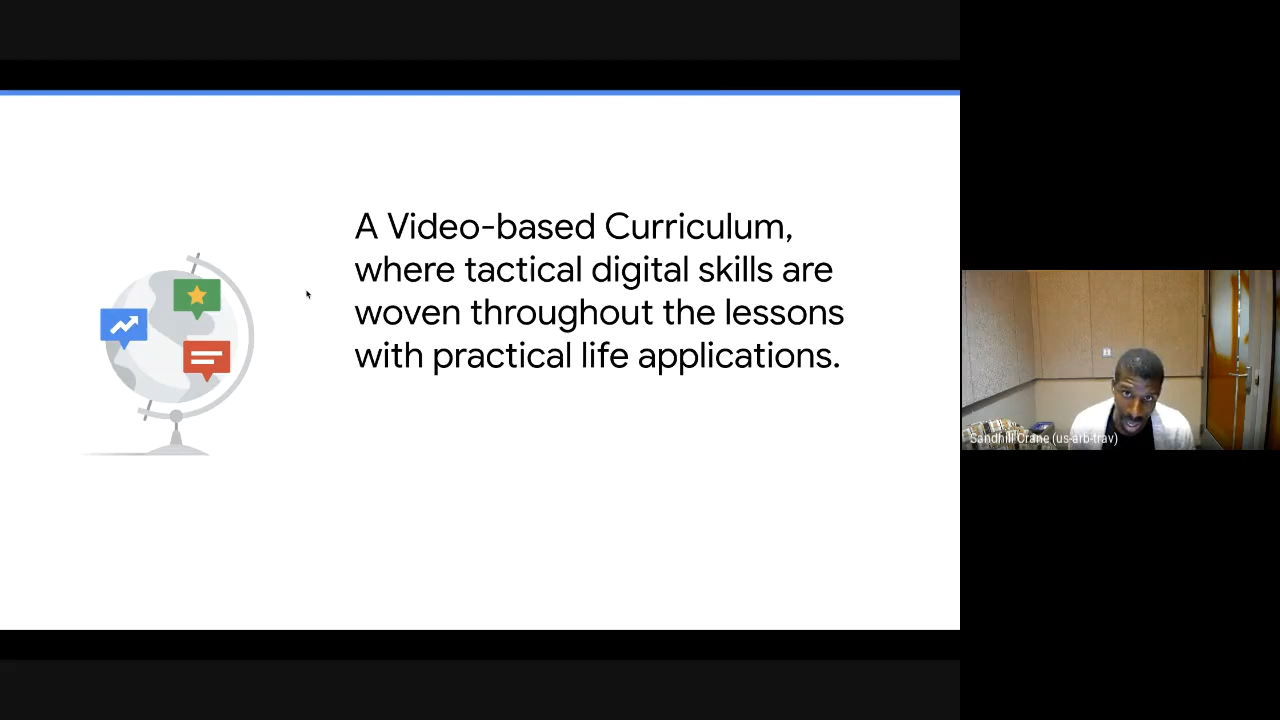 A Video-based Curriculum,
where tactical digital skills are
woven throughout the lessons
with practical life applications.
Sandhill Crane (us-arb-trav)